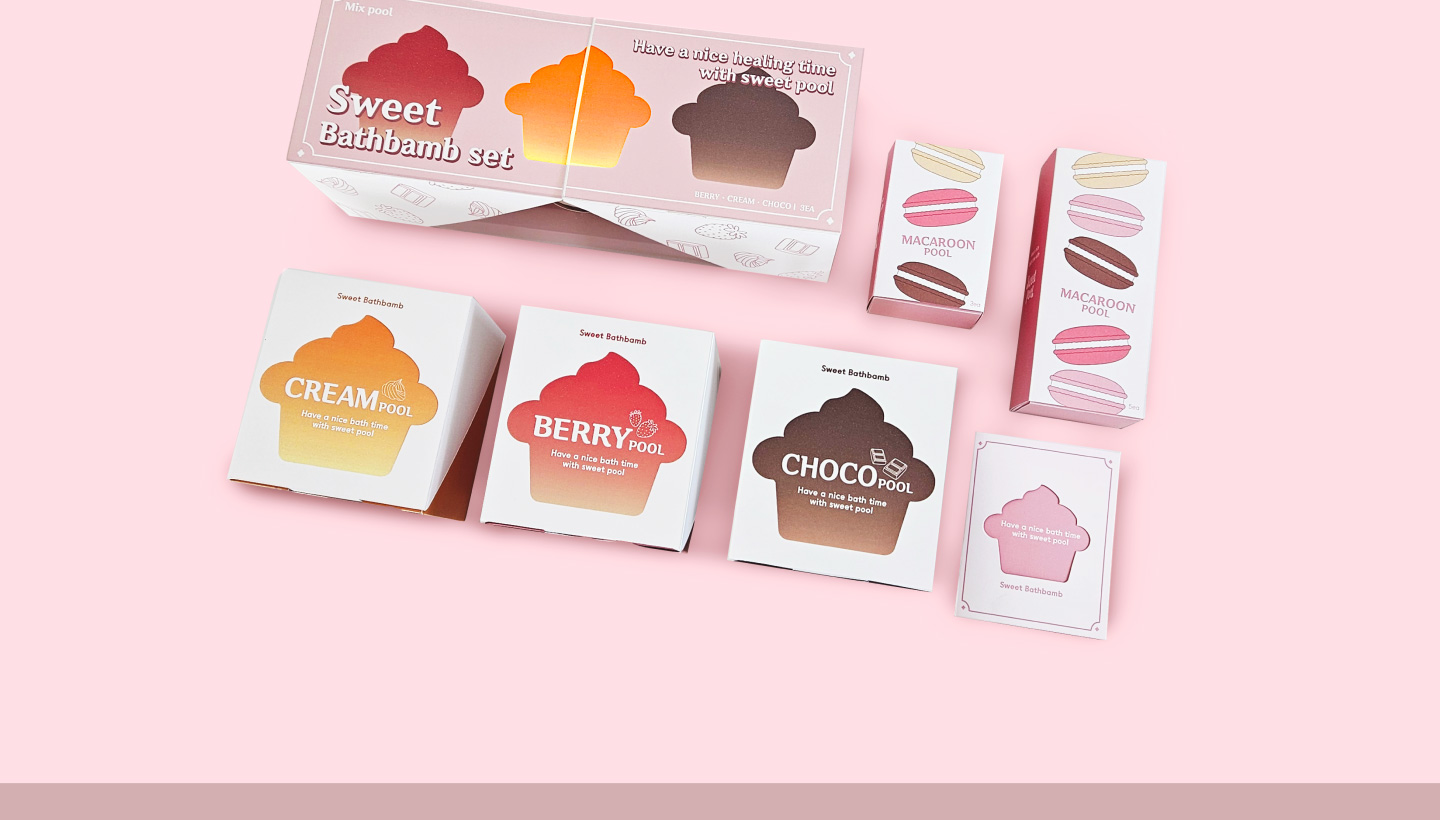 Mix pool
Have a nice healing time
with sweet pool
Sweet
Bathbamb set
BERRY · CREAM · CHOCO | 3EA
MACAROON
POOL
3ea
MACAROON
POOL
5ea
Sweet Bathbamb
CREAM POOL
Have a nice bath time
with sweet pool
Sweet Bathbamb
BERRY POOL
Have a nice bath time
with sweet pool
Sweet Bathbamb
CHOCO POOL
Have a nice bath time
with sweet pool
Have a nice bath time
with sweet pool
Sweet Bathbamb